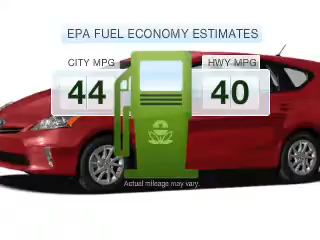 EPA FUEL ECONOMY ESTIMATES
CITY MPG HWY MPG
44 40
Actual mileage may vary.